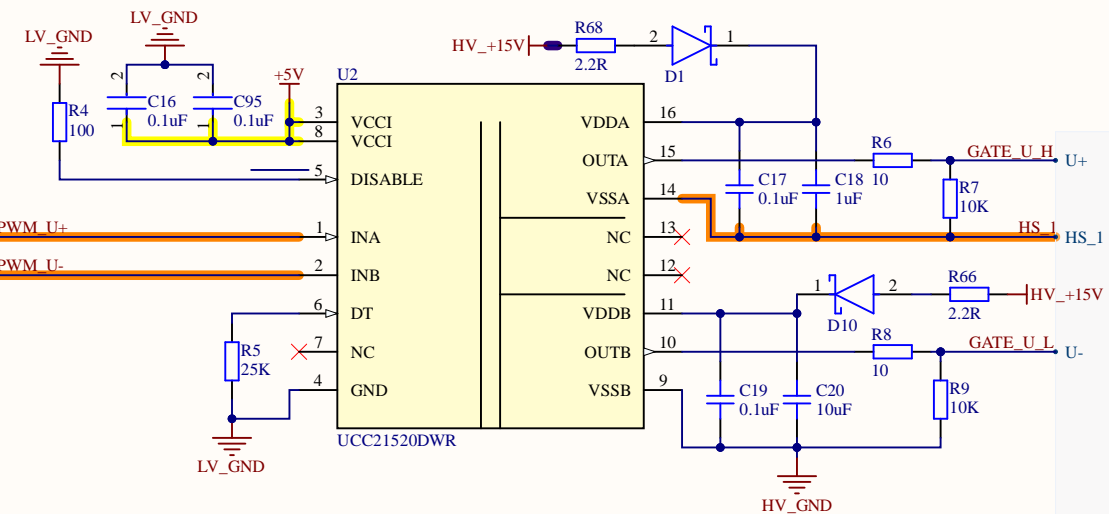 LV_GND
LV_GND
R4
100
2
C16
0.1uF
1
2
C95
0.1uF
1
+5V
U2
3
VCCI
8
VCCI
5
DISABLE
PWM_U+
1
INA
PWM_U-
2
INB
6
DT
7
NC
4
GND
R5
25K
LV_GND
UCC21520DWR
HV_+15V
R68
2.2R
2
1
D1
VDDA
16
OUTA
15
VSSA
14
NC
13
NC
12
VDDB
11
OUTB
10
VSSB
9
C17
0.1uF
C18
1uF
R6
10
GATE_U_H
U+
R7
10K
HS_1
HS_1
1
2
D10
R66
2.2R
HV_+15V
R8
10
GATE_U_L
U-
R9
10K
C19
0.1uF
C20
10uF
HV_GND